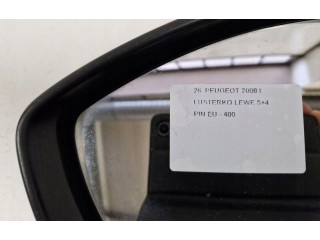 26. PEUGEOT 2008 I
LUSTERKO LEWE 5+4
PIN EU - 400